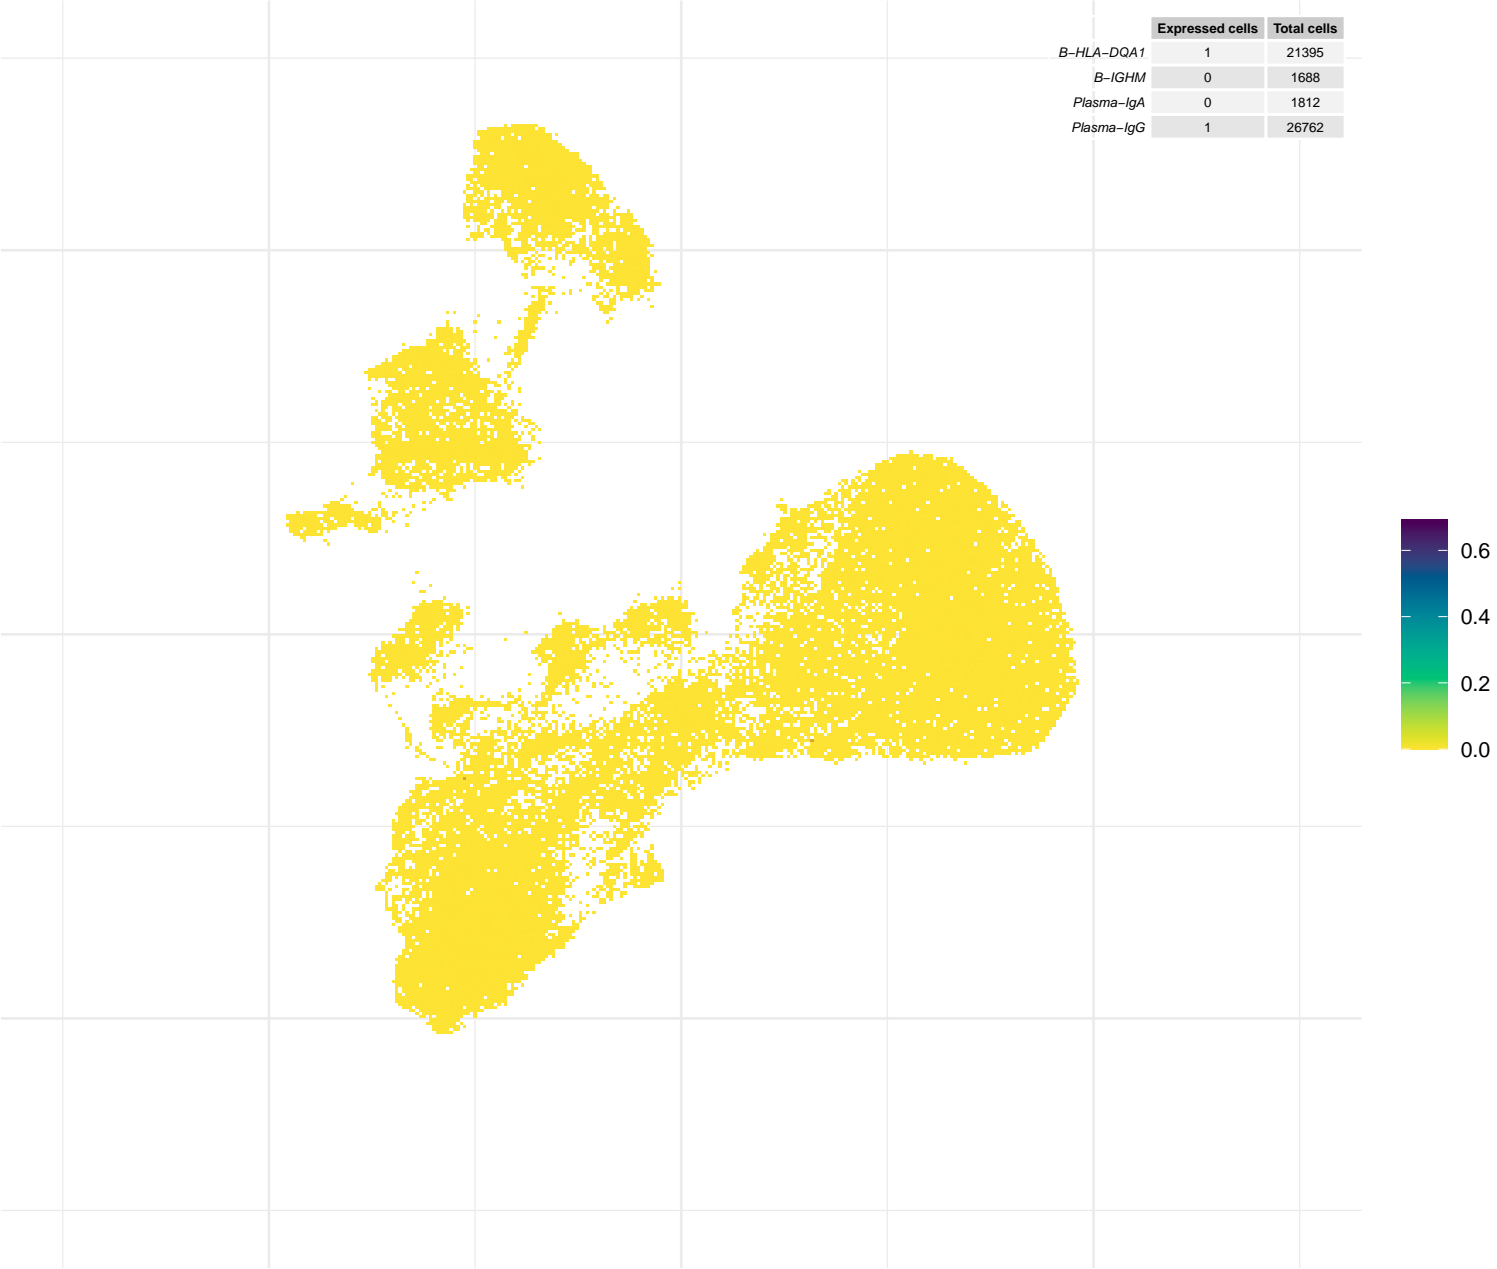 Expressed cells Total cells
B−HLA−DQA1 1 21395
B−IGHM 0 1688
Plasma−IgA 0 1812
Plasma−IgG 1 26762
0.6
0.4
0.2
0.0